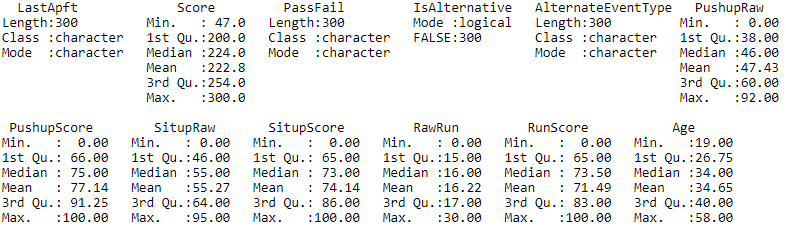 LastApft Score PassFail IsAlternative AlternateEventType PushupRaw
Length:300 Min. : 47.0 Length:300 Mode :logical Length:300 Min. : 0.00
Class :character 1st Qu.:200.0 Class :character FALSE:300 Class :character 1st Qu.:38.00
Mode :character Median :224.0 Mode :character Mode :character Median :46.00
Mean :222.8 Mean :47.43
3rd Qu.:254.0 3rd Qu.:60.00
Max. :300.0 Max. :92.00
PushupScore SitupRaw SitupScore RawRun RunScore Age
Min. : 0.00 Min. : 0.00 Min. : 0.00 Min. : 0.00 Min. : 0.00 Min. :19.00
1st Qu.: 66.00 1st Qu.:46.00 1st Qu.: 65.00 1st Qu.:15.00 1st Qu.: 65.00 1st Qu.:26.75
Median : 75.00 Median :55.00 Median : 73.00 Median :16.00 Median : 73.50 Median :34.00
Mean : 77.14 Mean :55.27 Mean : 74.14 Mean :16.22 Mean : 71.49 Mean :34.65
3rd Qu.: 91.25 3rd Qu.:64.00 3rd Qu.: 86.00 3rd Qu.:17.00 3rd Qu.: 83.00 3rd Qu.:40.00
Max. :100.00 Max. :95.00 Max. :100.00 Max. :30.00 Max. :100.00 Max. :58.00